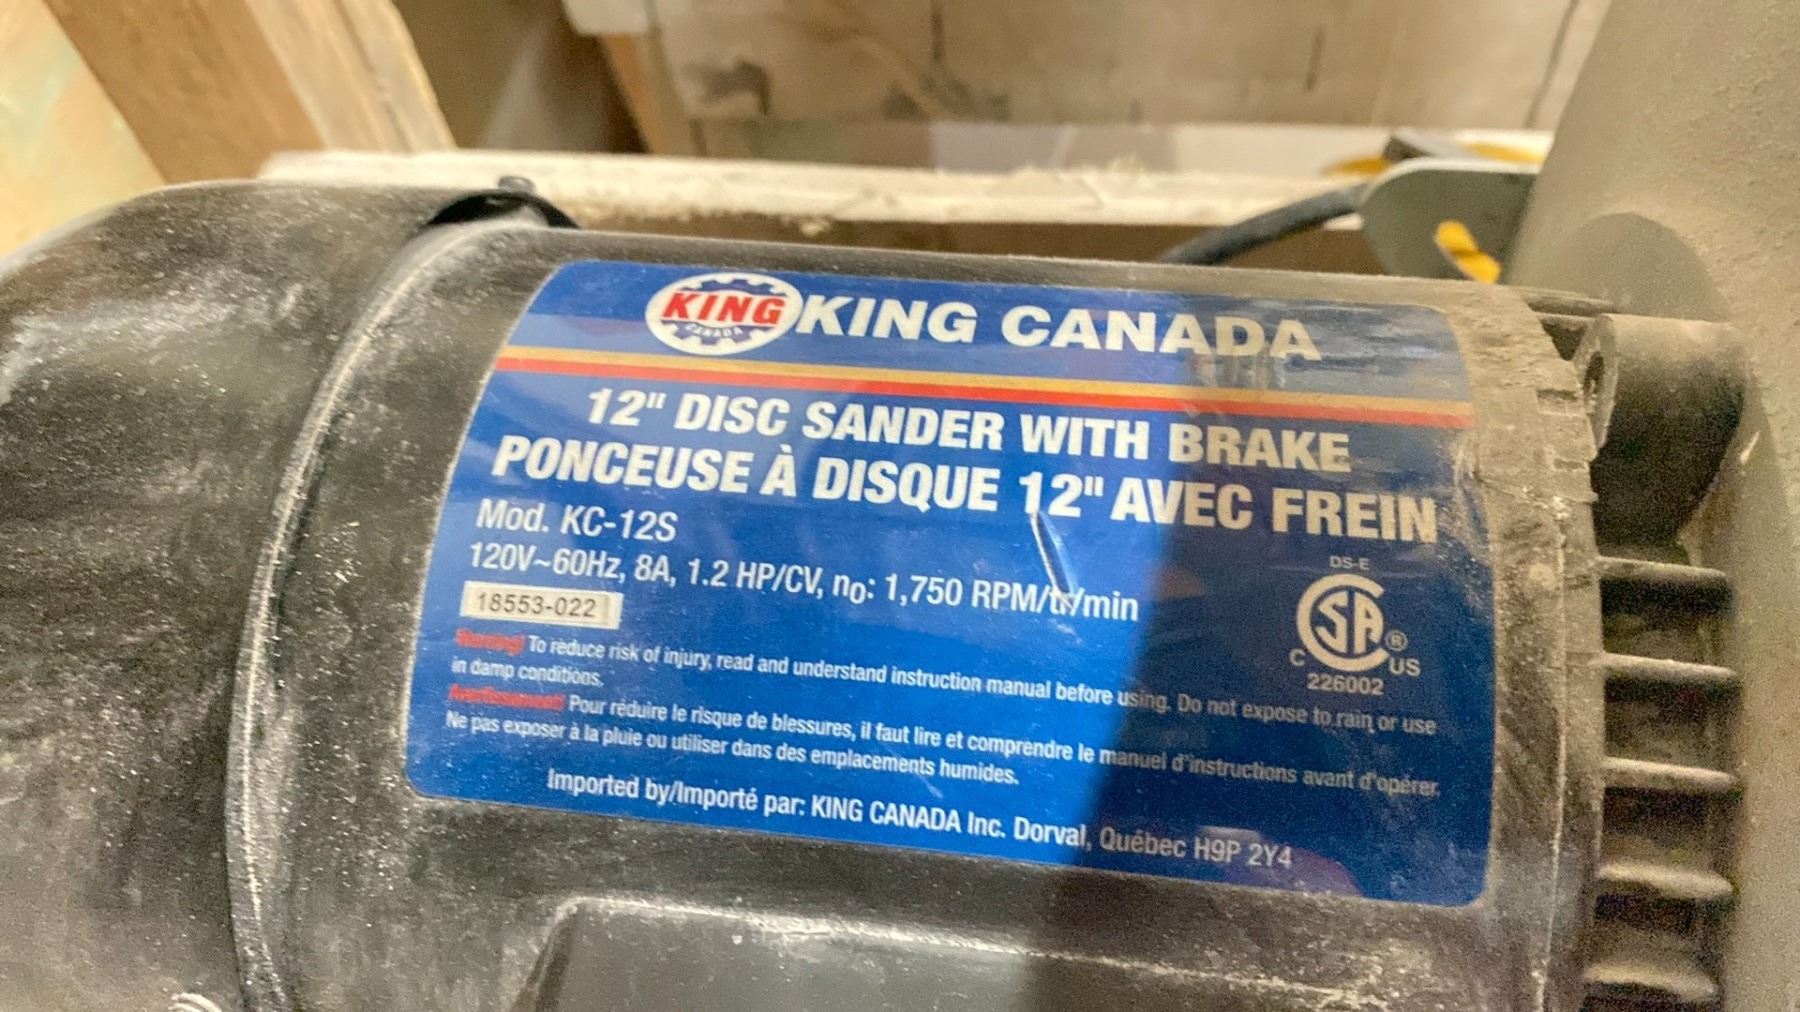 KING
CANADA
KING CANADA
12" DISC SANDER WITH BRAKE
PONCEUSE À DISQUE 12" AVEC FREIN
Mod. KC-12S
120V~60Hz, 8A, 1.2 HP/CV, no: 1,750 RPM/tr/min
18553-022
DS-E
CSA ®
C US
226002
Warning! To reduce risk of injury, read and understand instruction manual before using. Do not expose to rain or use
in damp conditions.
Avertissement! Pour réduire le risque de blessures, il faut lire et comprendre le manuel d'instructions avant d'opérer.
Ne pas exposer à la pluie ou utiliser dans des emplacements humides.
Imported by/Importé par: KING CANADA Inc. Dorval, Québec H9P 2Y4